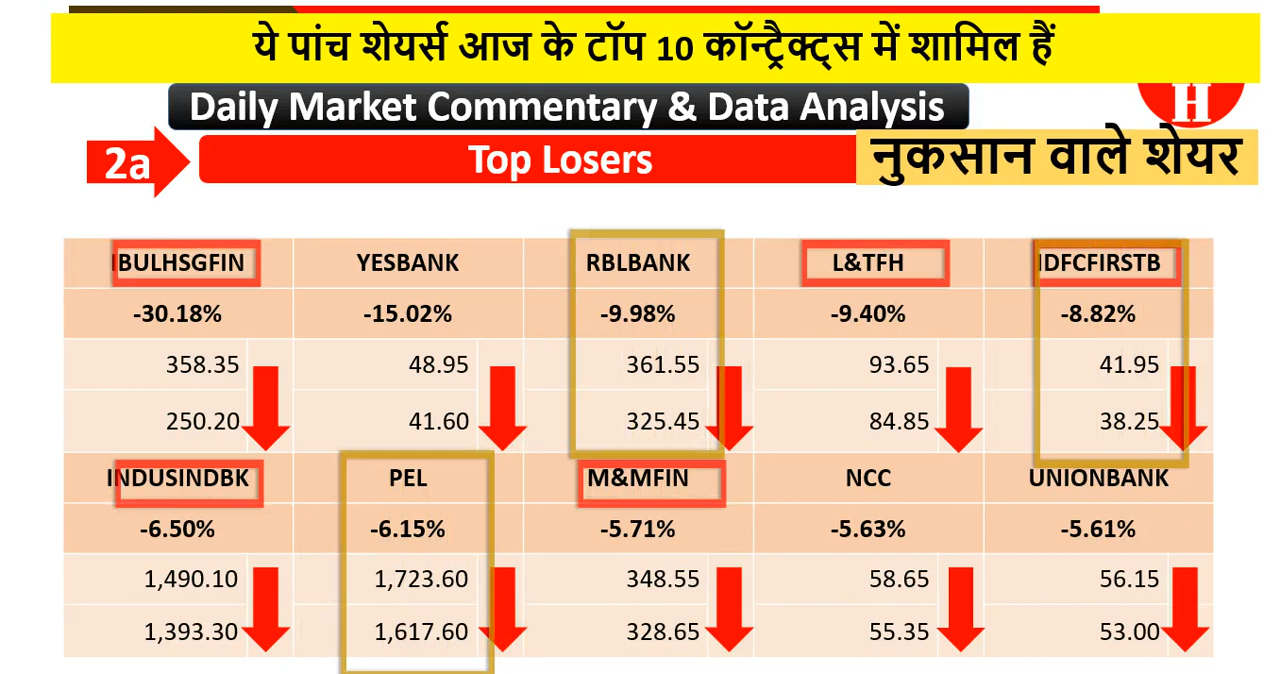 ये पांच शेयर्स आज के टॉप 10 कॉन्ट्रैक्ट्स में शामिल हैं
Daily Market Commentary & Data Analysis
H
2a
Top Losers
नुकसान वाले शेयर
IBULHSGFIN YESBANK RBLBANK L&TFH IDFCFIRSTB
-30.18% -15.02% -9.98% -9.40% -8.82%
358.35 48.95 361.55 93.65 41.95
250.20 41.60 325.45 84.85 38.25
INDUSINDBK PEL M&MFIN NCC UNIONBANK
-6.50% -6.15% -5.71% -5.63% -5.61%
1,490.10 1,723.60 348.55 58.65 56.15
1,393.30 1,617.60 328.65 55.35 53.00